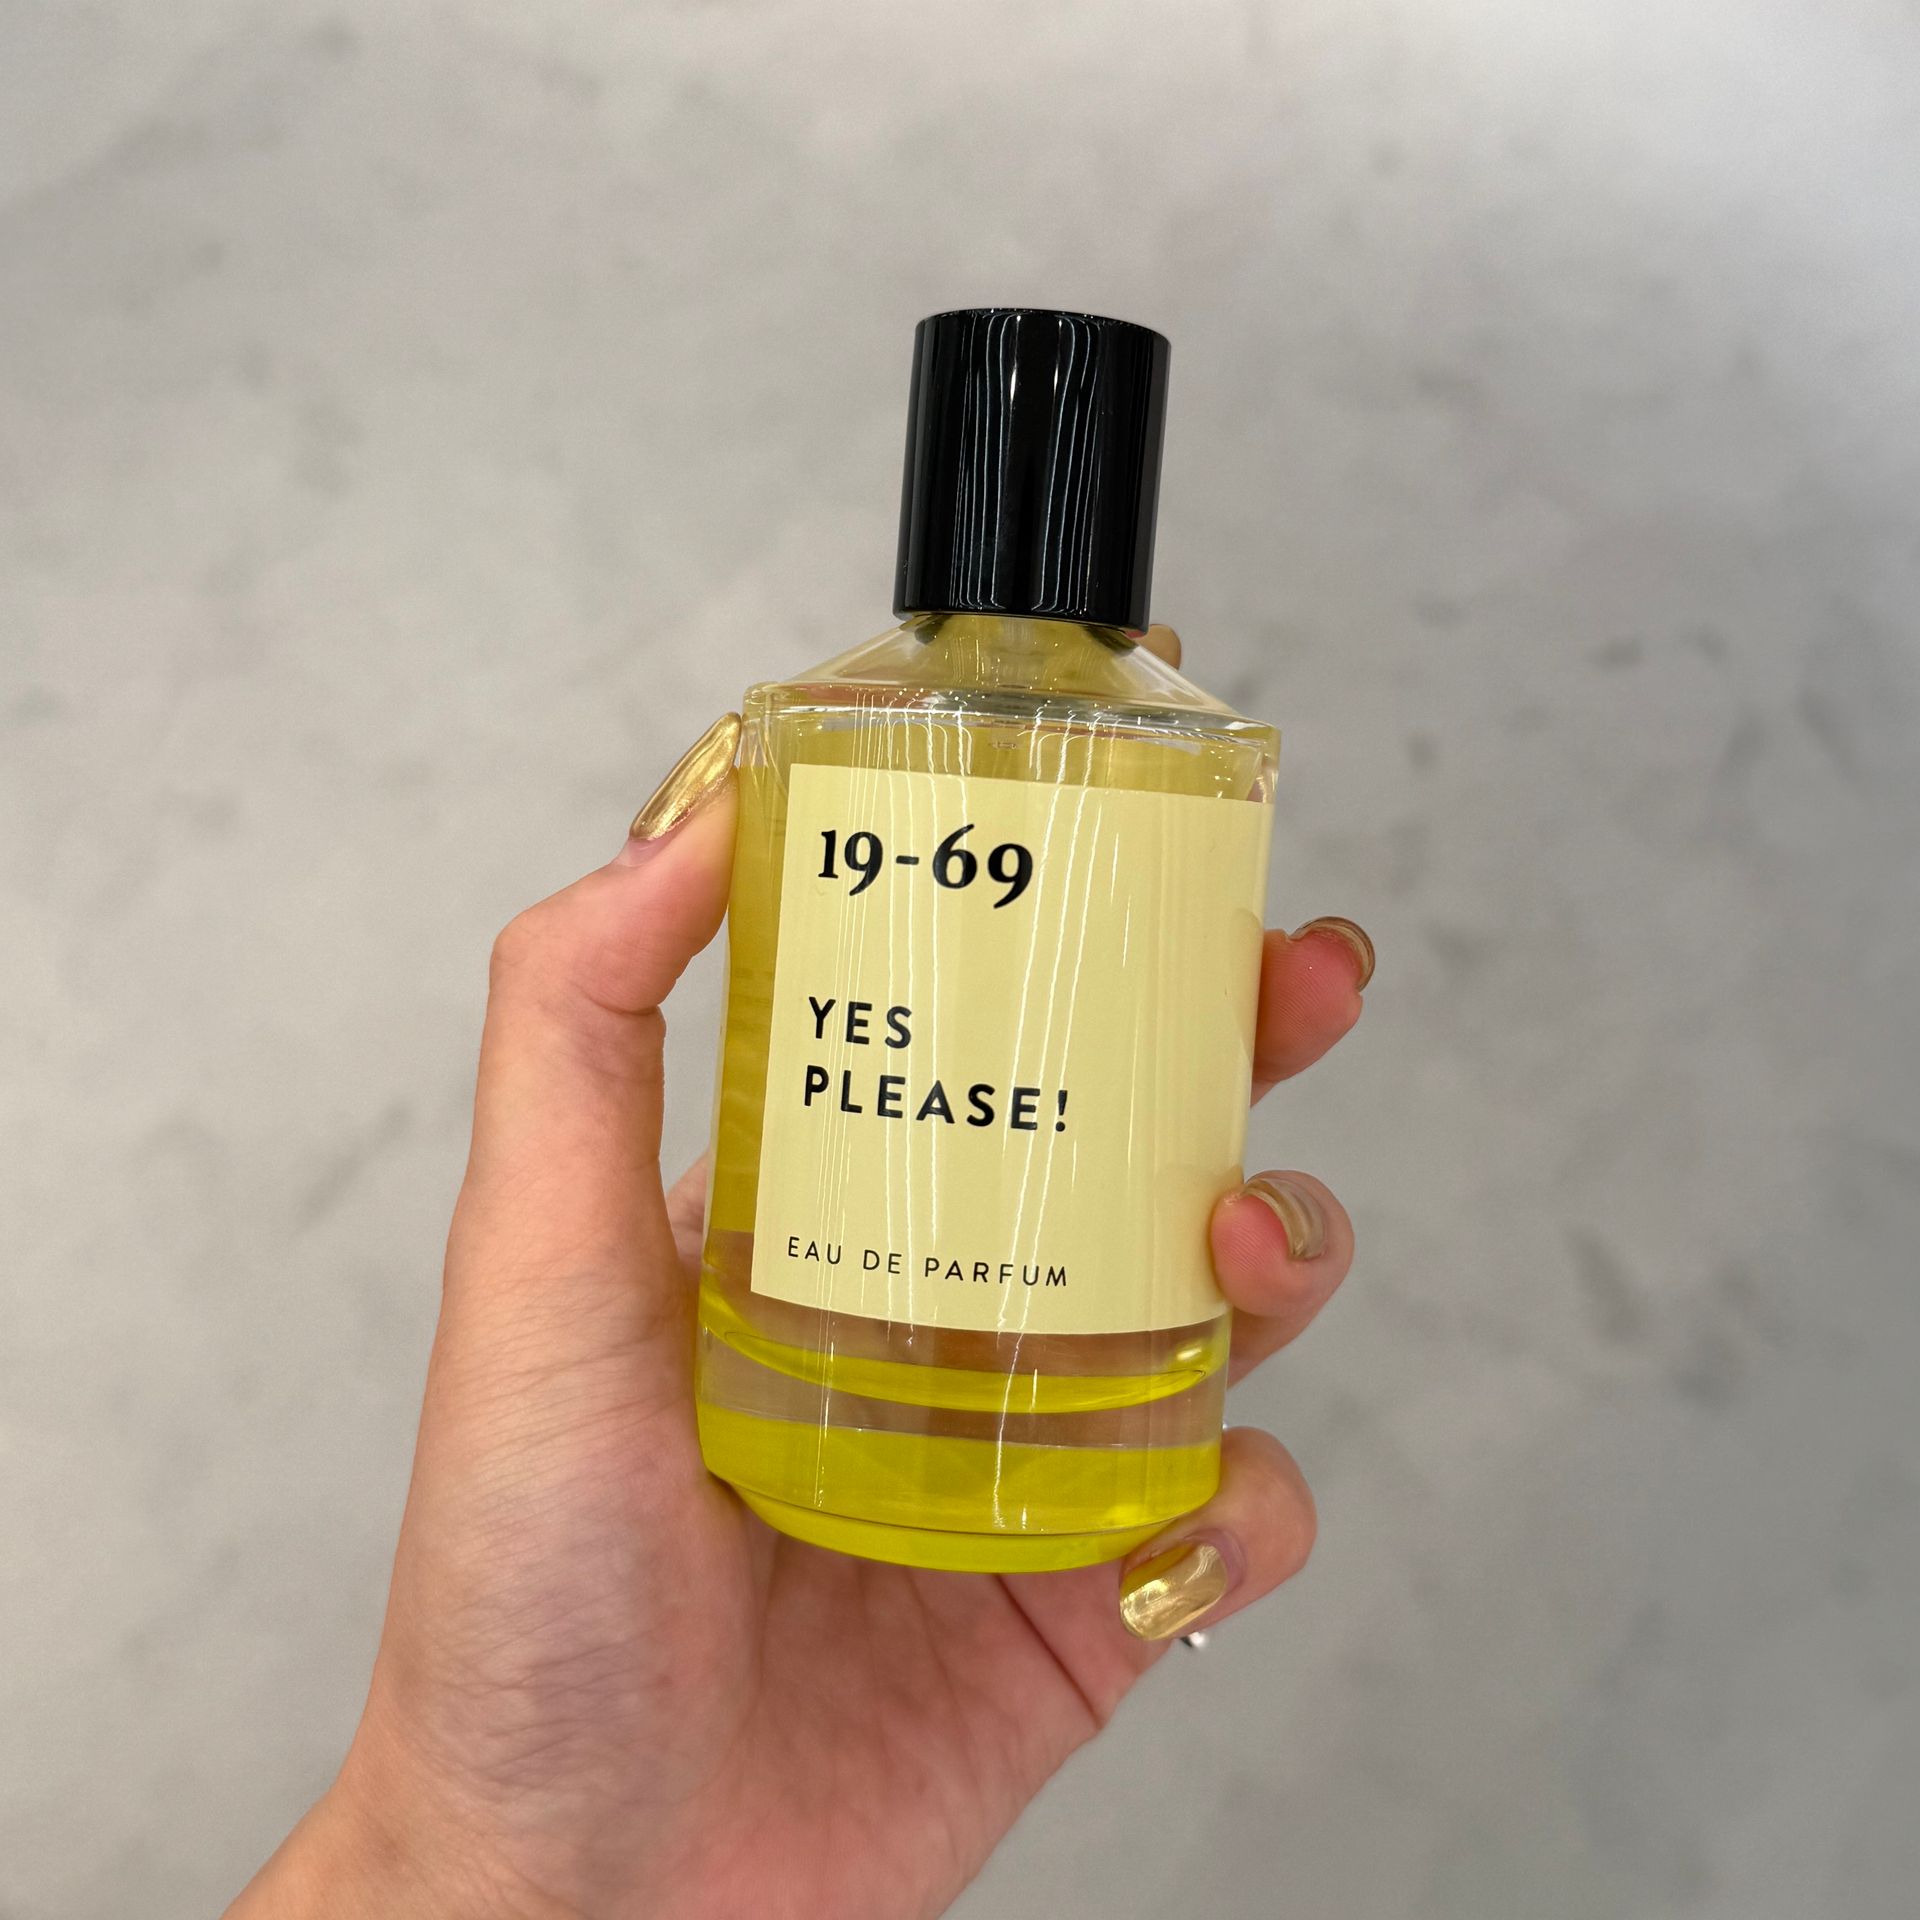 19-69
YES
PLEASE!
EAU DE PARFUM